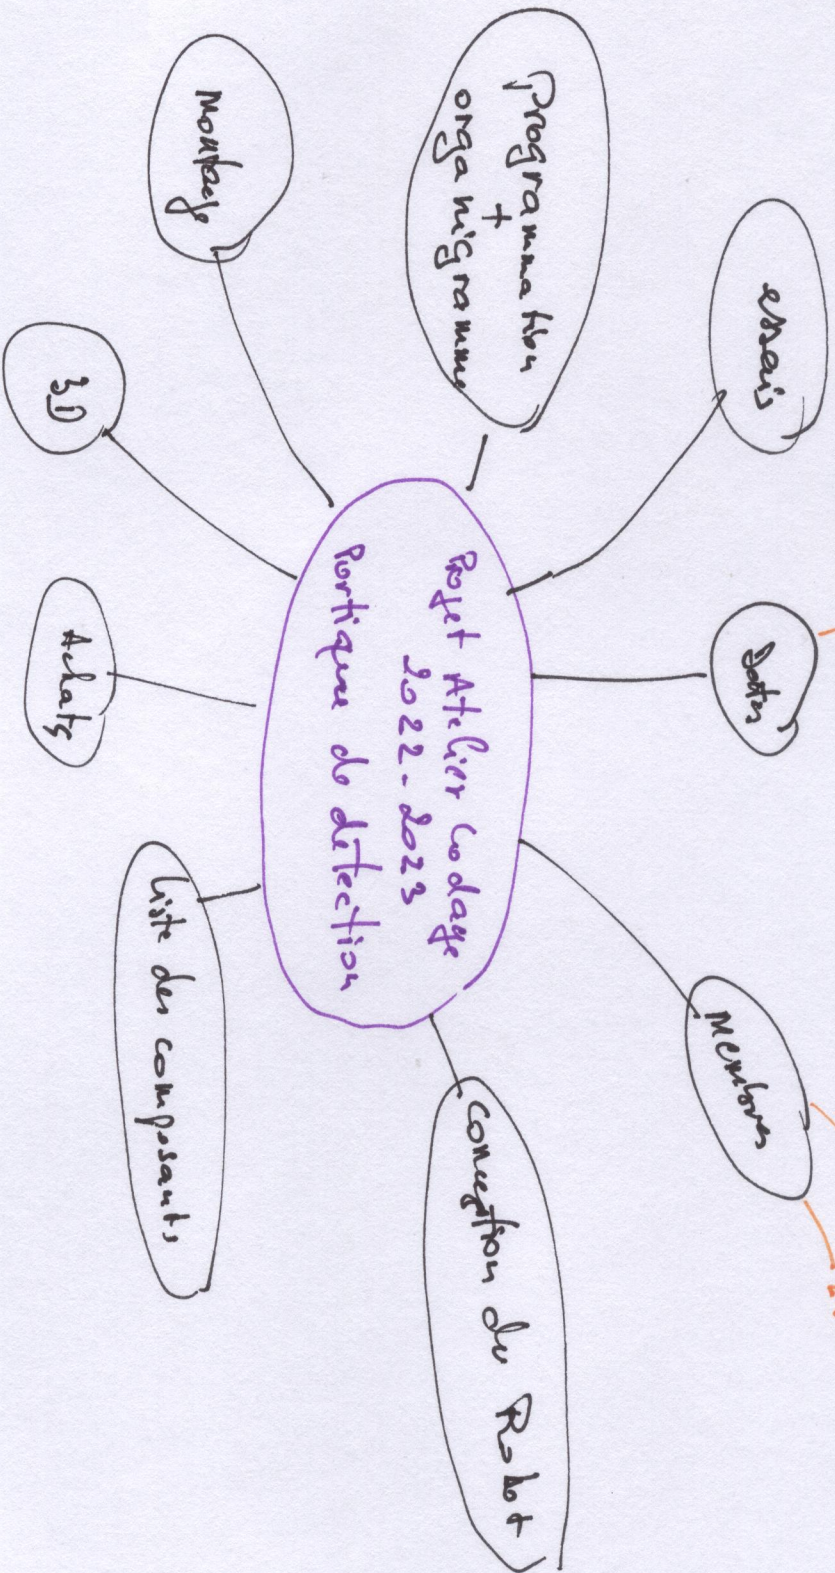 Projet Atelier Codage
2022-2023
Portique de détection
essais
Dates
Membres
Conception du Robot
Liste des composants
Achats
3D
Montage
Programmation
+
organigramme